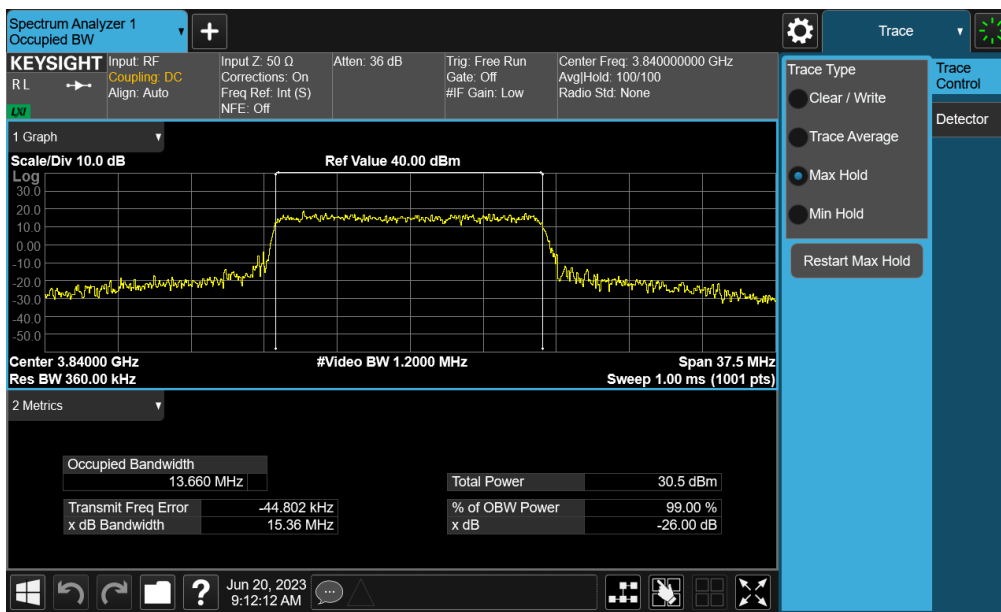 Spectrum Analyzer 1
Occupied BW
+
Trace
KEYSIGHT
R L
LXI
Input: RF
Coupling: DC
Align: Auto
Input Z: 50 Ω
Corrections: On
Freq Ref: Int (S)
NFE: Off
Atten: 36 dB
Trig: Free Run
Gate: Off
#IF Gain: Low
Center Freq: 3.840000000 GHz
Avg|Hold: 100/100
Radio Std: None
1 Graph
Scale/Div 10.0 dB
Ref Value 40.00 dBm
Log
30.0
20.0
10.0
0.00
-10.0
-20.0
-30.0
-40.0
-50.0
Center 3.84000 GHz
#Video BW 1.2000 MHz
Span 37.5 MHz
Res BW 360.00 kHz
Sweep 1.00 ms (1001 pts)
2 Metrics
Occupied Bandwidth
13.660 MHz
Total Power 30.5 dBm
Transmit Freq Error -44.802 kHz
% of OBW Power 99.00 %
x dB Bandwidth 15.36 MHz
x dB -26.00 dB
Trace Type
Clear / Write
Trace Average
Max Hold
Min Hold
Restart Max Hold
Trace
Control
Detector
?
Jun 20, 2023
9:12:12 AM